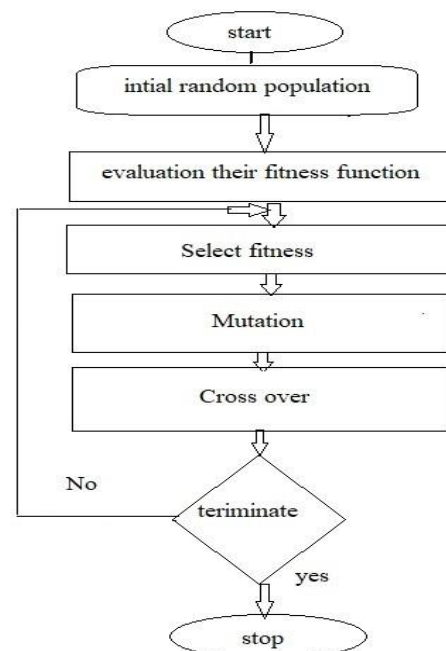 start
intial random population
evaluation their fitness function
Select fitness
Mutation
Cross over
No
teriminate
yes
stop